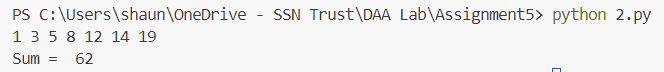 PS C:\Users\shaun\OneDrive - SSN Trust\DAA Lab\Assignment5> python 2.py
1 3 5 8 12 14 19
Sum =  62